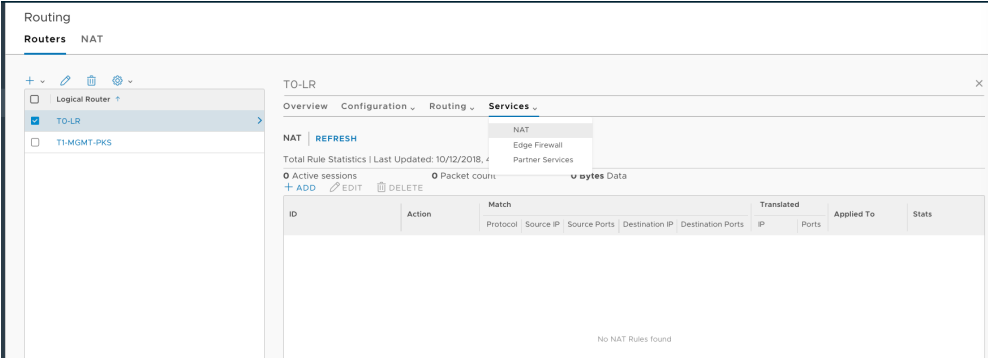 Routing
Routers NAT
Logical Router ↑
T0-LR
T1-MGMT-PKS
T0-LR
Overview Configuration Routing Services
NAT
Edge Firewall
Partner Services
NAT | REFRESH
Total Rule Statistics | Last Updated: 10/12/2018, 4
0 Active sessions 0 Packet count 0 Bytes Data
+ ADD EDIT DELETE
ID Action Match Translated Applied To Stats
Protocol Source IP Source Ports Destination IP Destination Ports IP Ports
No NAT Rules found